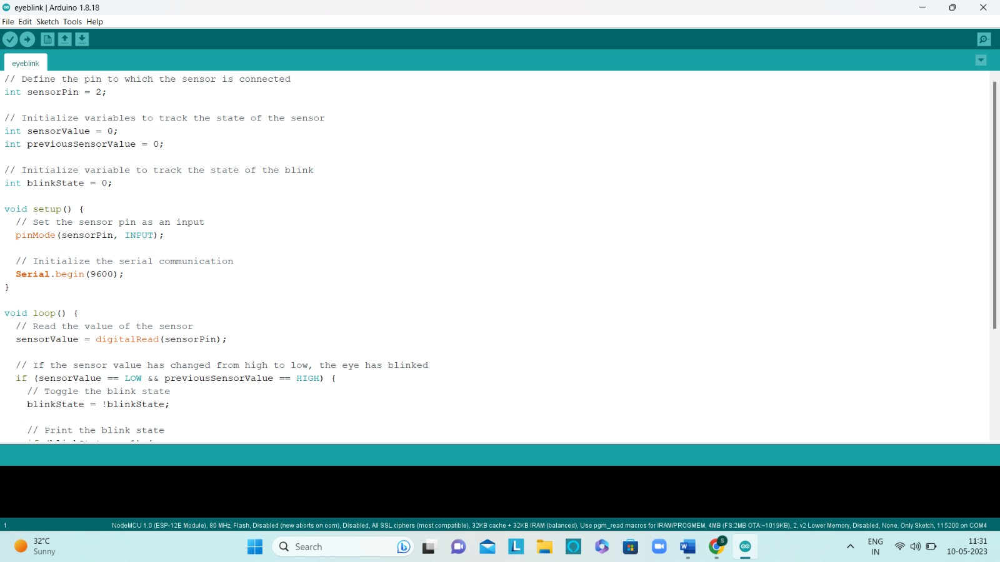 eyeblink | Arduino 1.8.18
File Edit Sketch Tools Help
eyeblink
// Define the pin to which the sensor is connected
int sensorPin = 2;
// Initialize variables to track the state of the sensor
int sensorValue = 0;
int previousSensorValue = 0;
// Initialize variable to track the state of the blink
int blinkState = 0;
void setup() {
// Set the sensor pin as an input
pinMode(sensorPin, INPUT);
// Initialize the serial communication
Serial.begin(9600);
}
void loop() {
// Read the value of the sensor
sensorValue = digitalRead(sensorPin);
// If the sensor value has changed from high to low, the eye has blinked
if (sensorValue == LOW && previousSensorValue == HIGH) {
// Toggle the blink state
blinkState = !blinkState;
// Print the blink state
1 NodeMCU 1.0 (ESP-12E Module), 80 MHz, Flash, Disabled (new aborts on oom), Disabled, All SSL ciphers (most compatible), 32KB cache + 32KB IRAM (balanced), Use pgm_read macros for IRAM/PROGMEM, 4MB (FS:2MB OTA:~1019KB), 2, v2 Lower Memory, Disabled, None, Only Sketch, 115200 on COM4
32°C
Sunny
Search
L
W
S
ENG
IN
11:31
10-05-2023